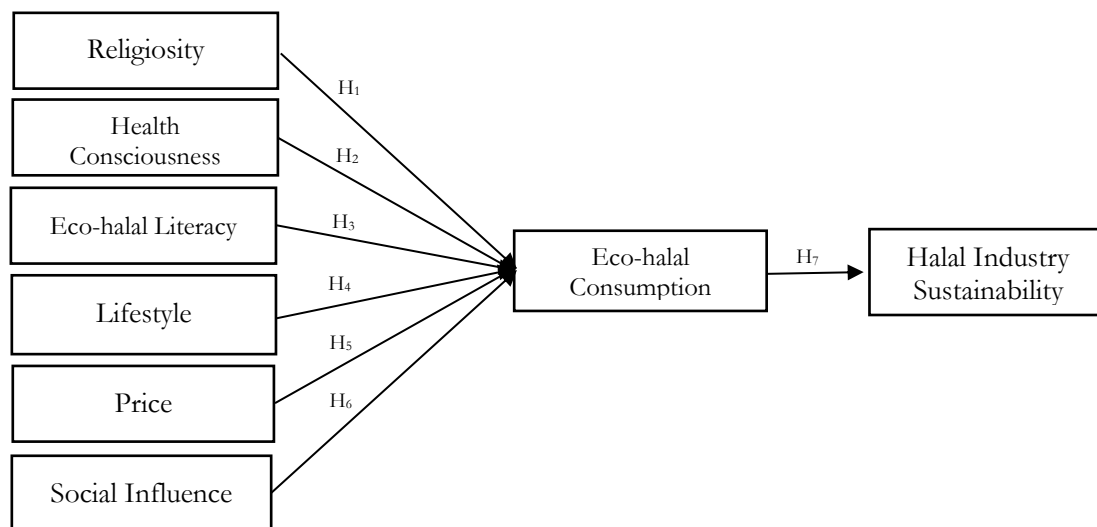 Religiosity
H₁
Health
Consciousness
H₂
Eco-halal Literacy
H₃
Lifestyle
H₄
Price
H₅
Social Influence
H₆
Eco-halal
Consumption
H₇
Halal Industry
Sustainability